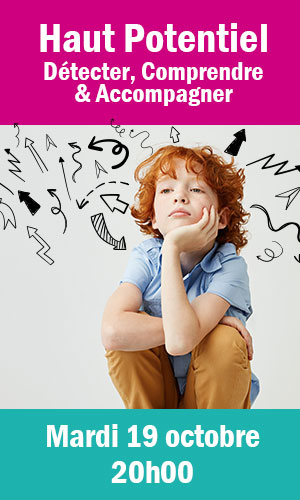 Haut Potentiel
Détecter, Comprendre
& Accompagner
Mardi 19 octobre
20h00